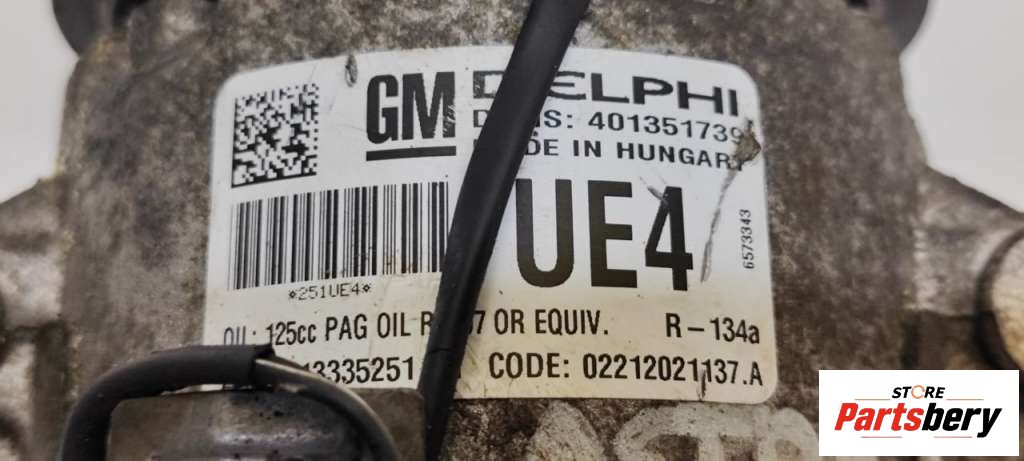 GM DELPHI
401351739
IN HUNGARY
UE4
6573343
*251UE4*
OIL: 125cc PAG OIL OR EQUIV. R-134a
13335251 CODE: 02212021137.A
STORE
Partsbery